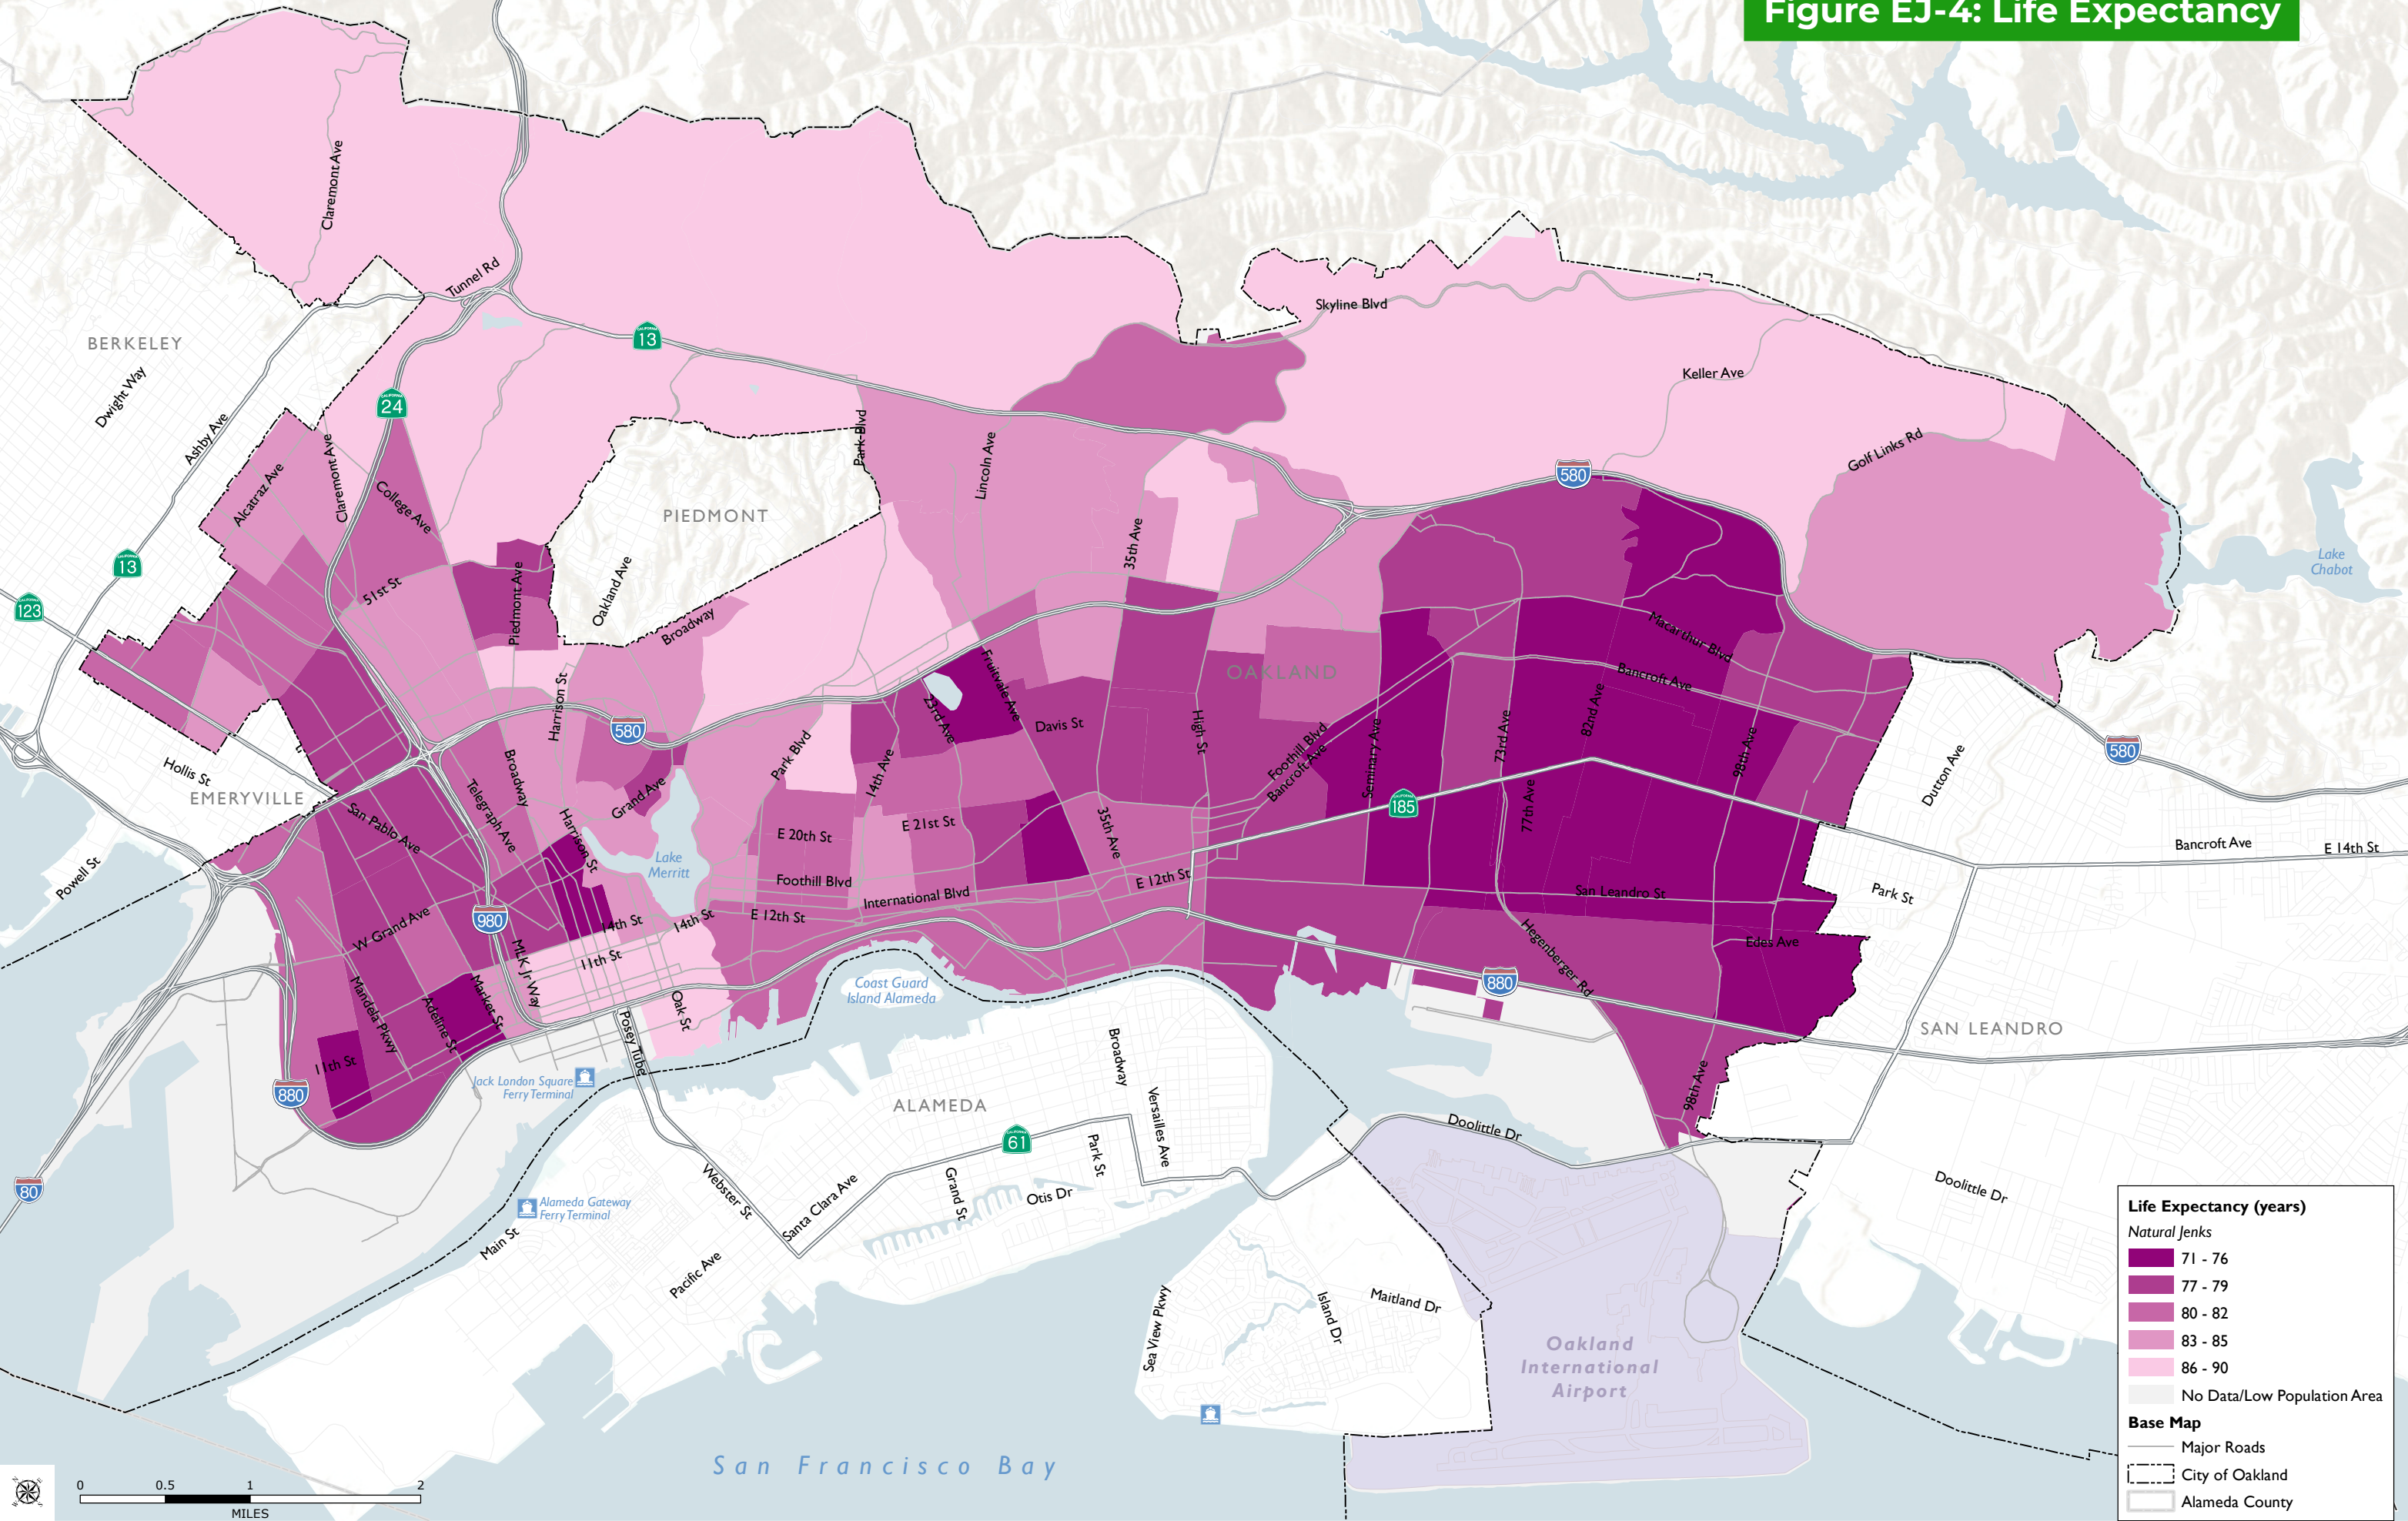 Figure EJ-4: Life Expectancy
Claremont Ave
Tunnel Rd
BERKELEY
Dwight Way
Ashby Ave
CALIFORNIA 13
CALIFORNIA 24
CALIFORNIA 13
123
Skyline Blvd
Keller Ave
Golf Links Rd
Lake
Chabot
Alcatraz Ave
Claremont Ave
College Ave
51st St
Piedmont Ave
PIEDMONT
Oakland Ave
Broadway
Park Blvd
Lincoln Ave
35th Ave
580
OAKLAND
Macarthur Blvd
Bancroft Ave
82nd Ave
73rd Ave
77th Ave
98th Ave
Seminary Ave
Foothill Blvd
Bancroft Ave
High St
Davis St
Fruitvale Ave
23rd Ave
14th Ave
Park Blvd
580
Harrison St
Broadway
Telegraph Ave
Harrison St
Grand Ave
Lake
Merritt
E 20th St
E 21st St
Foothill Blvd
International Blvd
E 12th St
14th St
14th St
11th St
35th Ave
E 12th St
185
San Leandro St
Hegenberger Rd
Edes Ave
880
98th Ave
580
Dutton Ave
Bancroft Ave
E 14th St
Park St
SAN LEANDRO
Hollis St
EMERYVILLE
Powell St
San Pablo Ave
W Grand Ave
980
MLK Jr Way
Market St
Adeline St
Mandela Pkwy
11th St
880
80
Oak St
Posey Tube
Jack London Square
Ferry Terminal
Coast Guard
Island Alameda
ALAMEDA
61
Broadway
Versailles Ave
Park St
Grand St
Otis Dr
Santa Clara Ave
Webster St
Alameda Gateway
Ferry Terminal
Main St
Pacific Ave
Sea View Pkwy
Island Dr
Maitland Dr
Doolittle Dr
Doolittle Dr
Oakland
International
Airport
San Francisco Bay
0 0.5 1 2
MILES
Life Expectancy (years)
Natural Jenks
71 - 76
77 - 79
80 - 82
83 - 85
86 - 90
No Data/Low Population Area
Base Map
Major Roads
City of Oakland
Alameda County